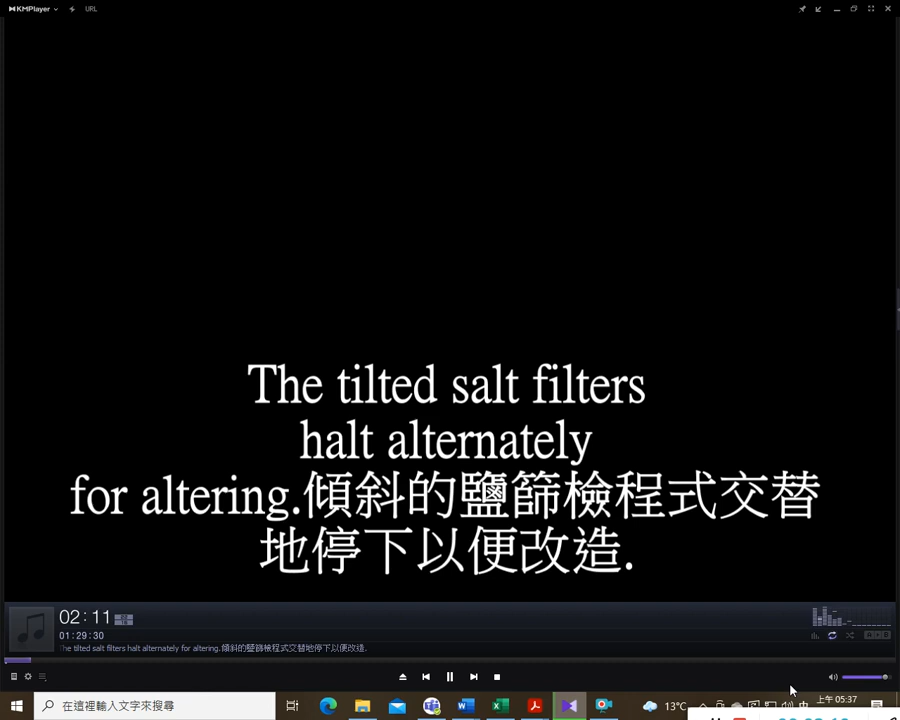 KMPlayer
URL
The tilted salt filters
halt alternately
for altering.傾斜的鹽篩檢程式交替
地停下以便改造.
02:11
01:29:30
The tilted salt filters halt alternately for altering.傾斜的鹽篩檢程式交替地停下以便改造.
在這裡輸入文字來搜尋
13°C
上午 05:37